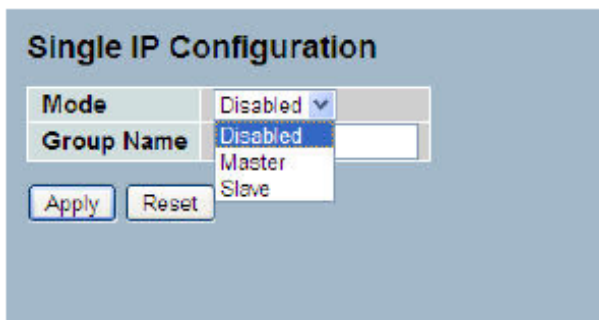 Single IP Configuration
Mode Disabled
Group Name Disabled
Master
Slave
Apply Reset